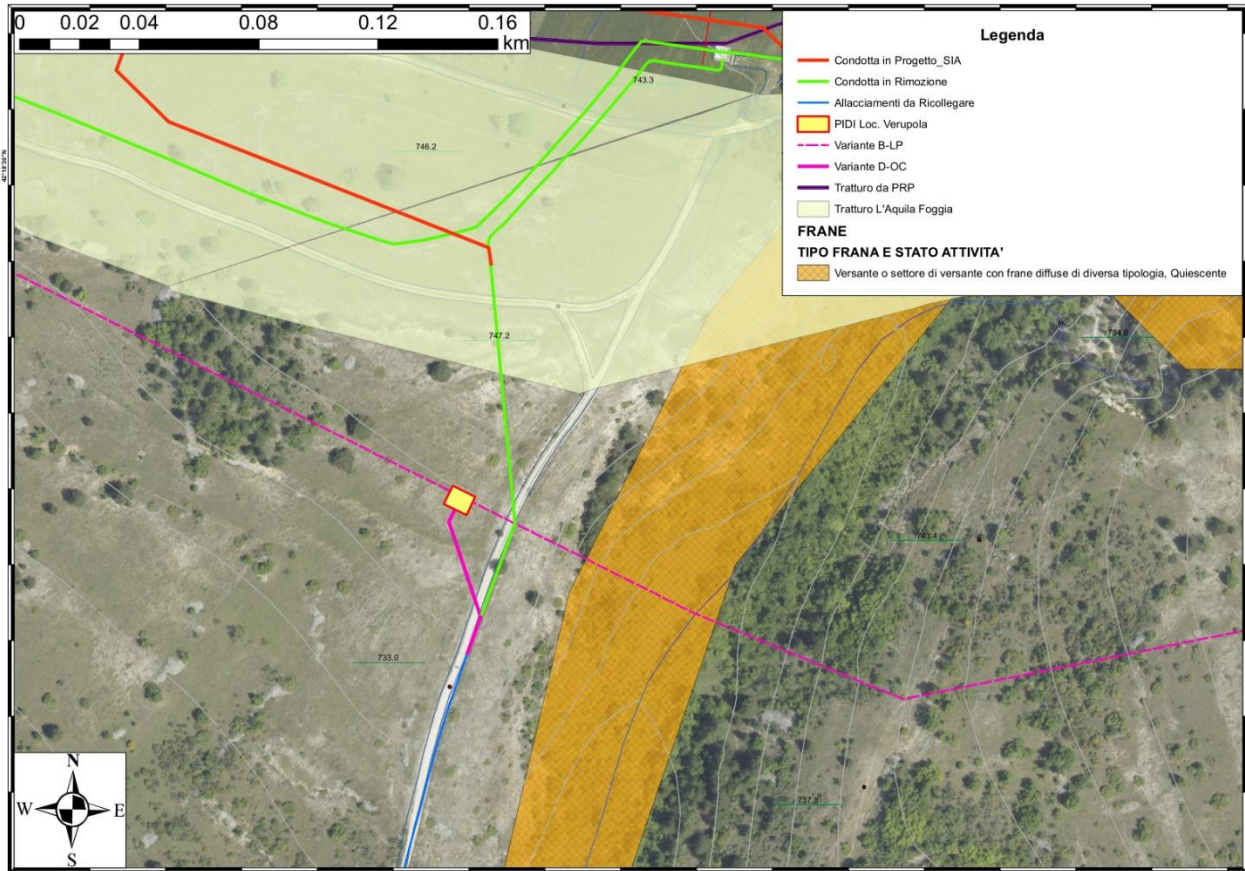 0 0.02 0.04 0.08 0.12 0.16
km
Legenda
Condotta in Progetto_SIA
Condotta in Rimozione
Allacciamenti da Ricollegare
PIDI Loc. Verupola
Variante B-LP
Variante D-OC
Tratturo da PRP
Tratturo L'Aquila Foggia
FRANE
TIPO FRANA E STATO ATTIVITA'
Versante o settore di versante con frane diffuse di diversa tipologia, Quiescente
743.3
746.2
747.2
734.0
743.4
733.0
737.8
N
W E
S